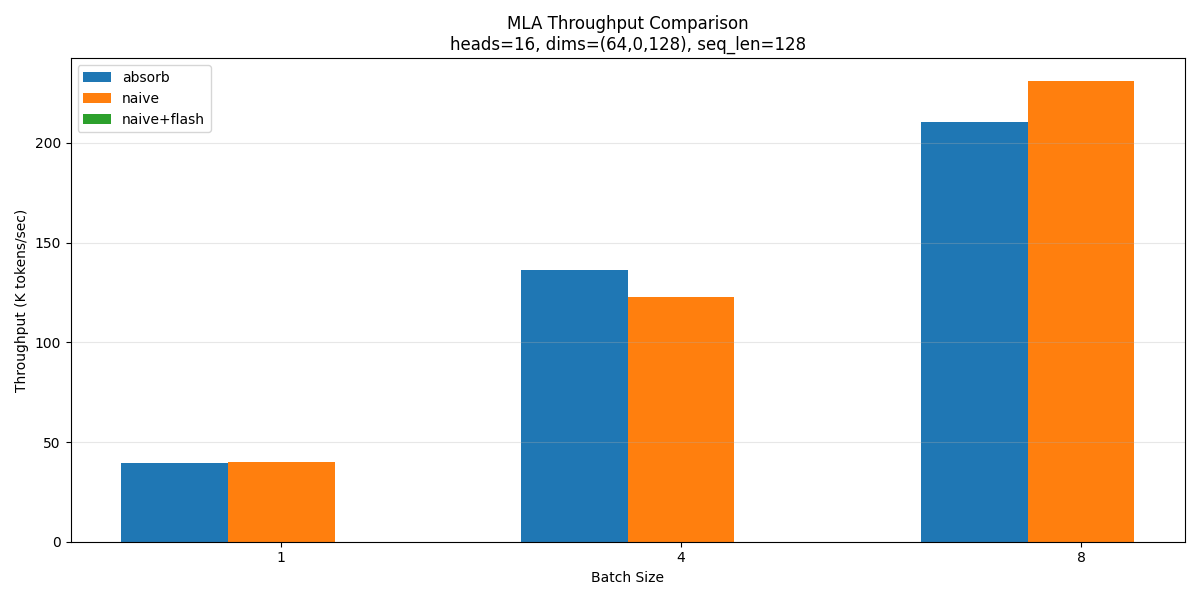 MLA Throughput Comparison
heads=16, dims=(64,0,128), seq_len=128
absorb
naive
naive+flash
Throughput (K tokens/sec)
200
150
100
50
0
1
4
8
Batch Size